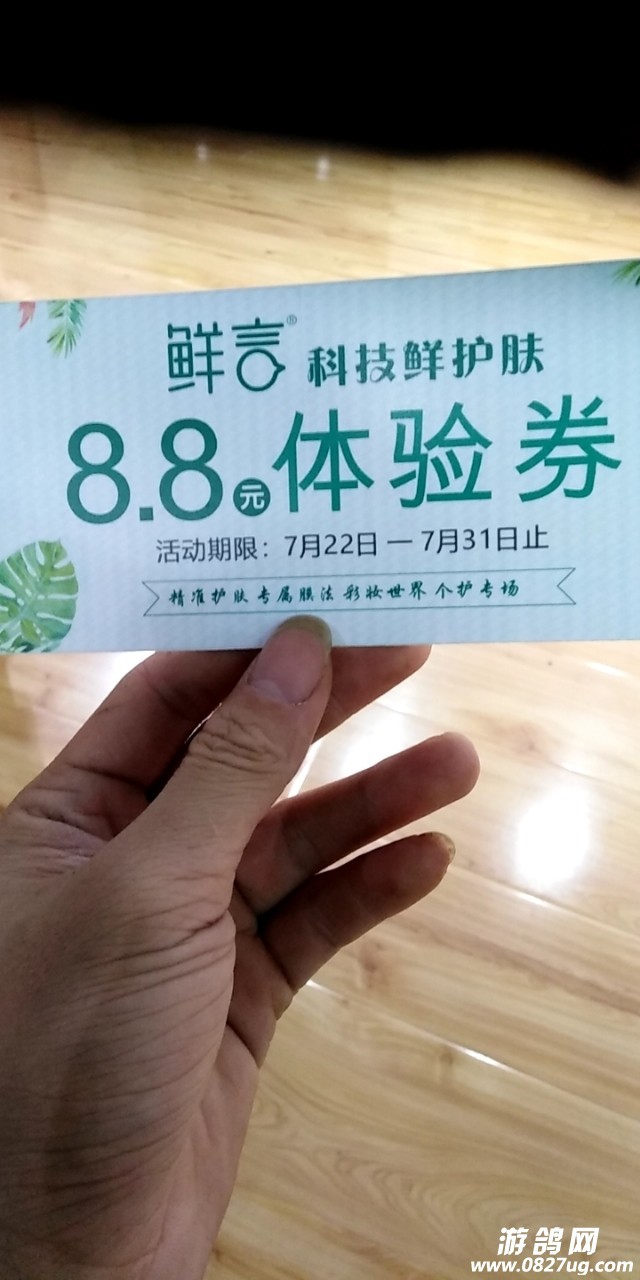 鲜言® 科技鲜护肤
8.8元体验券
活动期限：7月22日 — 7月31日止
精准护肤 专属膜法 彩妆世界 个护专场
游鸽网
www.0827ug.com